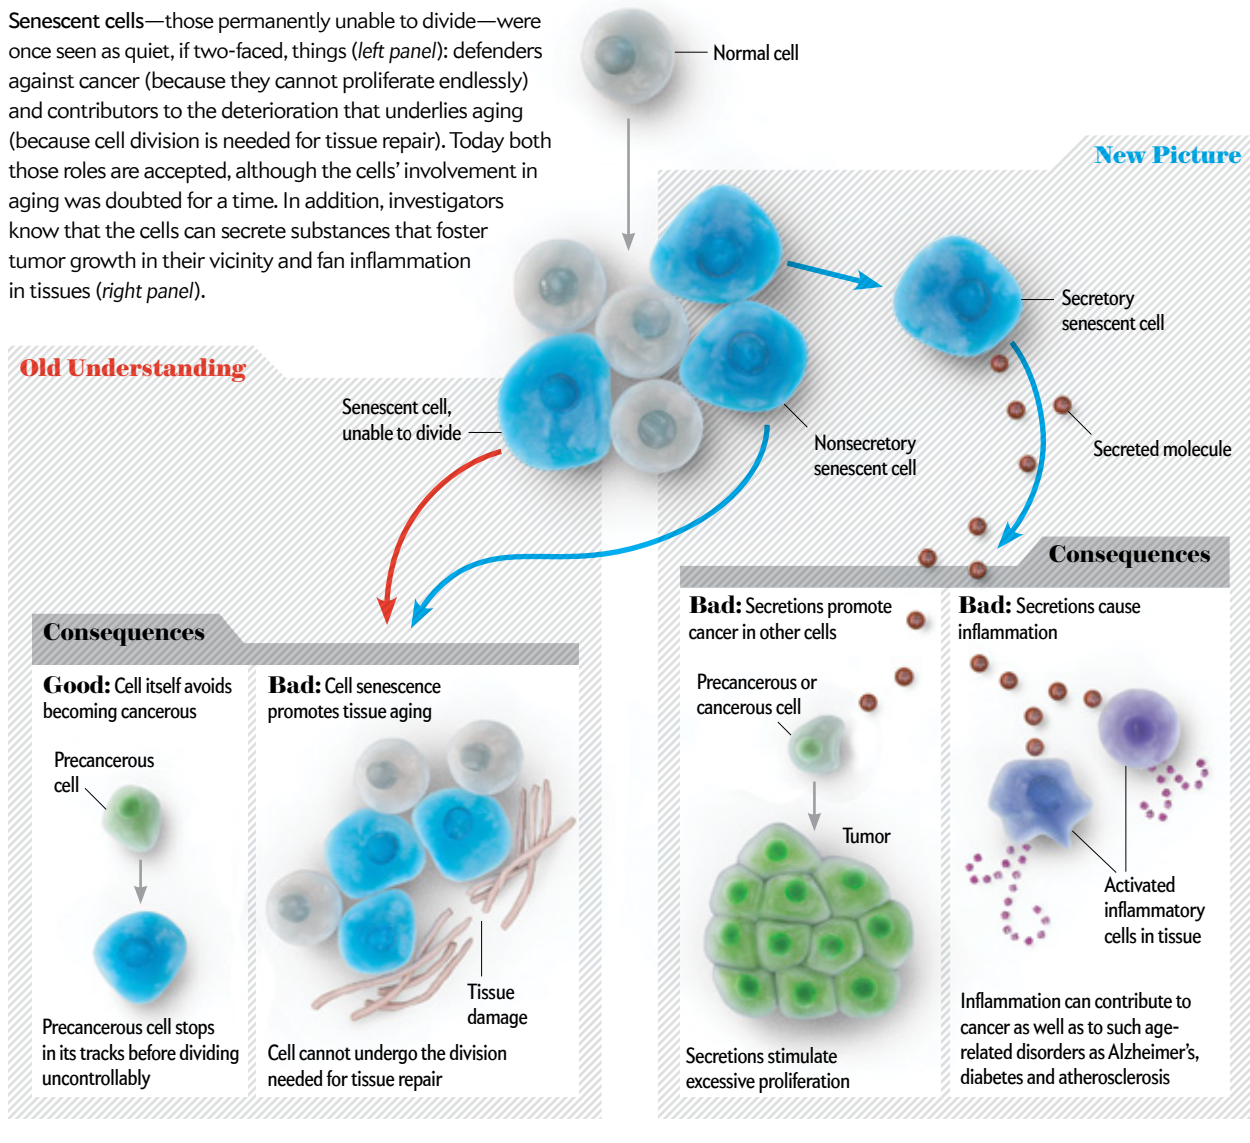 Senescent cells—those permanently unable to divide—were
once seen as quiet, if two-faced, things (left panel): defenders
against cancer (because they cannot proliferate endlessly)
and contributors to the deterioration that underlies aging
(because cell division is needed for tissue repair). Today both
those roles are accepted, although the cells’ involvement in
aging was doubted for a time. In addition, investigators
know that the cells can secrete substances that foster
tumor growth in their vicinity and fan inflammation
in tissues (right panel).
Normal cell
New Picture
Secretory
senescent cell
Old Understanding
Senescent cell,
unable to divide
Nonsecretory
senescent cell
Secreted molecule
Consequences
Good: Cell itself avoids
becoming cancerous
Precancerous
cell
Precancerous cell stops
in its tracks before dividing
uncontrollably
Bad: Cell senescence
promotes tissue aging
Tissue
damage
Cell cannot undergo the division
needed for tissue repair
Consequences
Bad: Secretions promote
cancer in other cells
Precancerous or
cancerous cell
Tumor
Secretions stimulate
excessive proliferation
Bad: Secretions cause
inflammation
Activated
inflammatory
cells in tissue
Inflammation can contribute to
cancer as well as to such age-
related disorders as Alzheimer’s,
diabetes and atherosclerosis